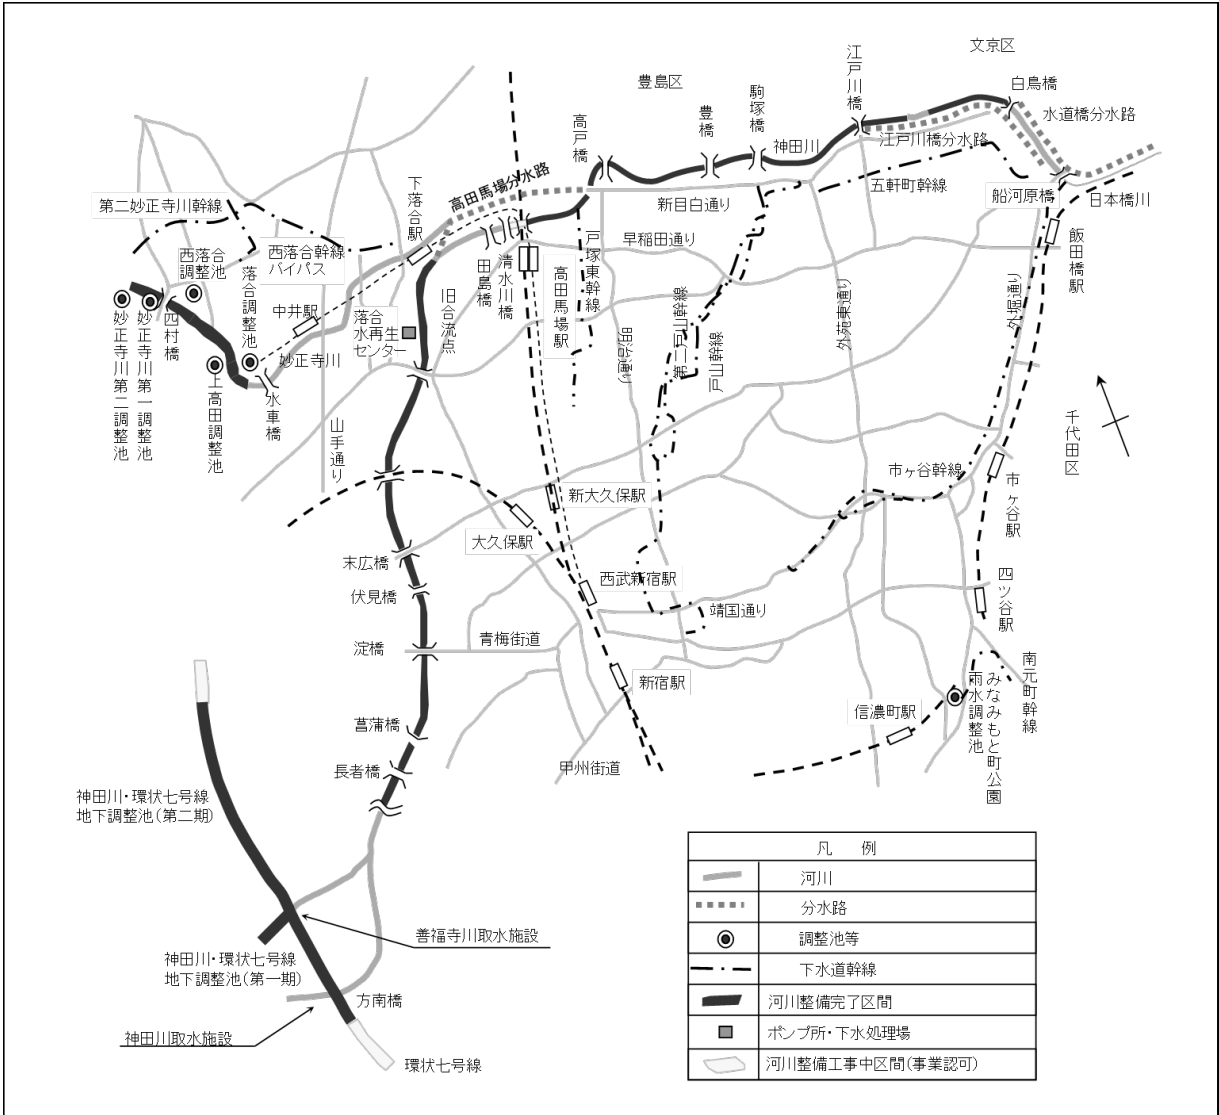 文京区
豊島区
江戸川橋
白鳥橋
水道橋分水路
駒塚橋
豊橋
高戸橋
神田川
江戸川橋分水路
高田馬場分水路
下落合駅
五軒町幹線
船河原橋
日本橋川
第二妙正寺川幹線
新目白通り
飯田橋駅
西落合
調整池
西落合幹線
バイパス
落合調整池
早稲田通り
戸塚東幹線
田島橋
清水川橋
高田馬場駅
旧合流点
中井駅
落合
水再生
センター
四村橋
妙正寺川第一調整池
妙正寺川第二調整池
妙正寺川
上高田調整池
水車橋
山手通り
明治通り
第二戸山幹線
戸山幹線
外苑東通り
外堀通り
千代田区
市ヶ谷幹線
市ヶ谷駅
新大久保駅
大久保駅
末広橋
伏見橋
西武新宿駅
四ツ谷駅
靖国通り
青梅街道
淀橋
新宿駅
南元町幹線
みなみもと町公園
雨水調整池
信濃町駅
菖蒲橋
長者橋
甲州街道
神田川・環状七号線
地下調整池(第二期)
善福寺川取水施設
神田川・環状七号線
地下調整池(第一期)
方南橋
神田川取水施設
環状七号線
凡 例
河川
分水路
調整池等
下水道幹線
河川整備完了区間
ポンプ所・下水処理場
河川整備工事中区間(事業認可)